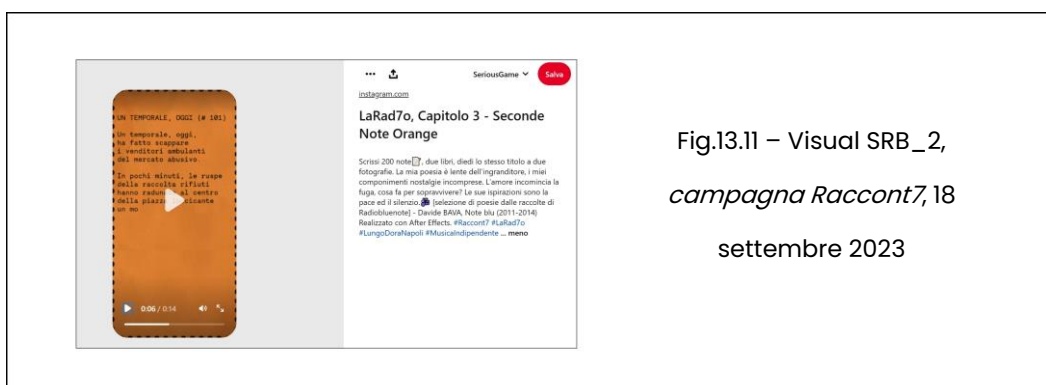 SeriousGame
Salva
instagram.com
LaRad7o, Capitolo 3 - Seconde
Note Orange
Scrissi 200 note📝, due libri, diedi lo stesso titolo a due
fotografie. La mia poesia è lente dell'ingranditore, i miei
componimenti nostalgie incomprese. L'amore incomincia la
fuga, cosa fa per sopravvivere? Le sue ispirazioni sono la
pace ed il silenzio. (selezione di poesie dalle raccolte di
Radiobluenote) - Davide BAVA, Note blu (2011-2014)
Realizzato con After Effects. #Raccont7 #LaRad7o
#LungoDoraNapoli #MusicaIndipendente ... meno
UN TEMPORALE, OGGI (# 101)
Un temporale, oggi,
ha fatto scappare
i venditori ambulanti
del mercato abusivo.
In pochi minuti, le ruspe
della raccolta rifiuti
hanno al centro
della piazza
un mo
0:06 / 0:14
Fig.13.11 – Visual SRB_2,
campagna Raccont7, 18
settembre 2023